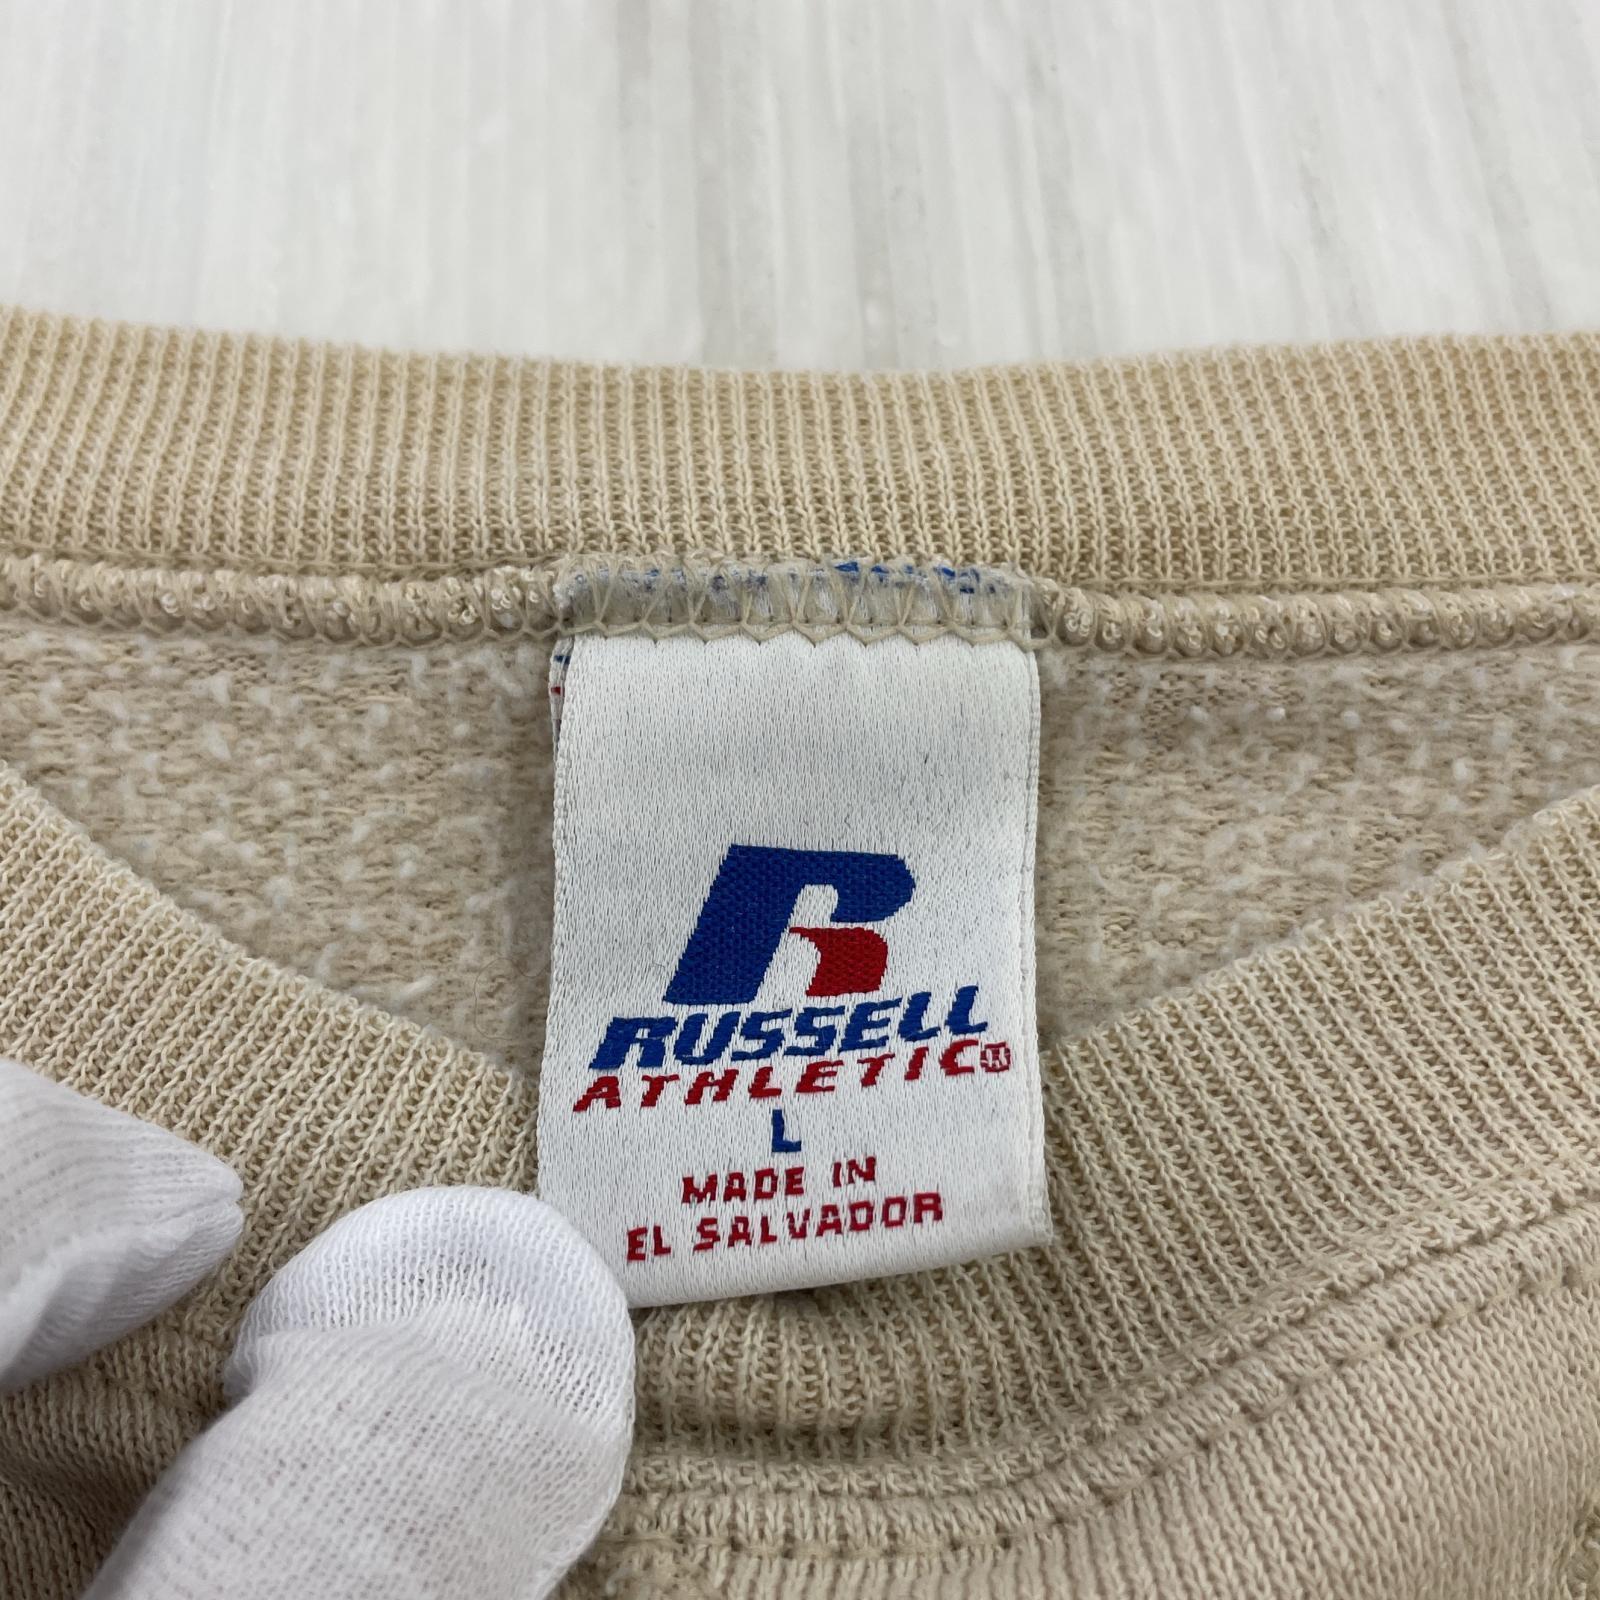 R
RUSSELL
ATHLETIC®
L
MADE IN
EL SALVADOR